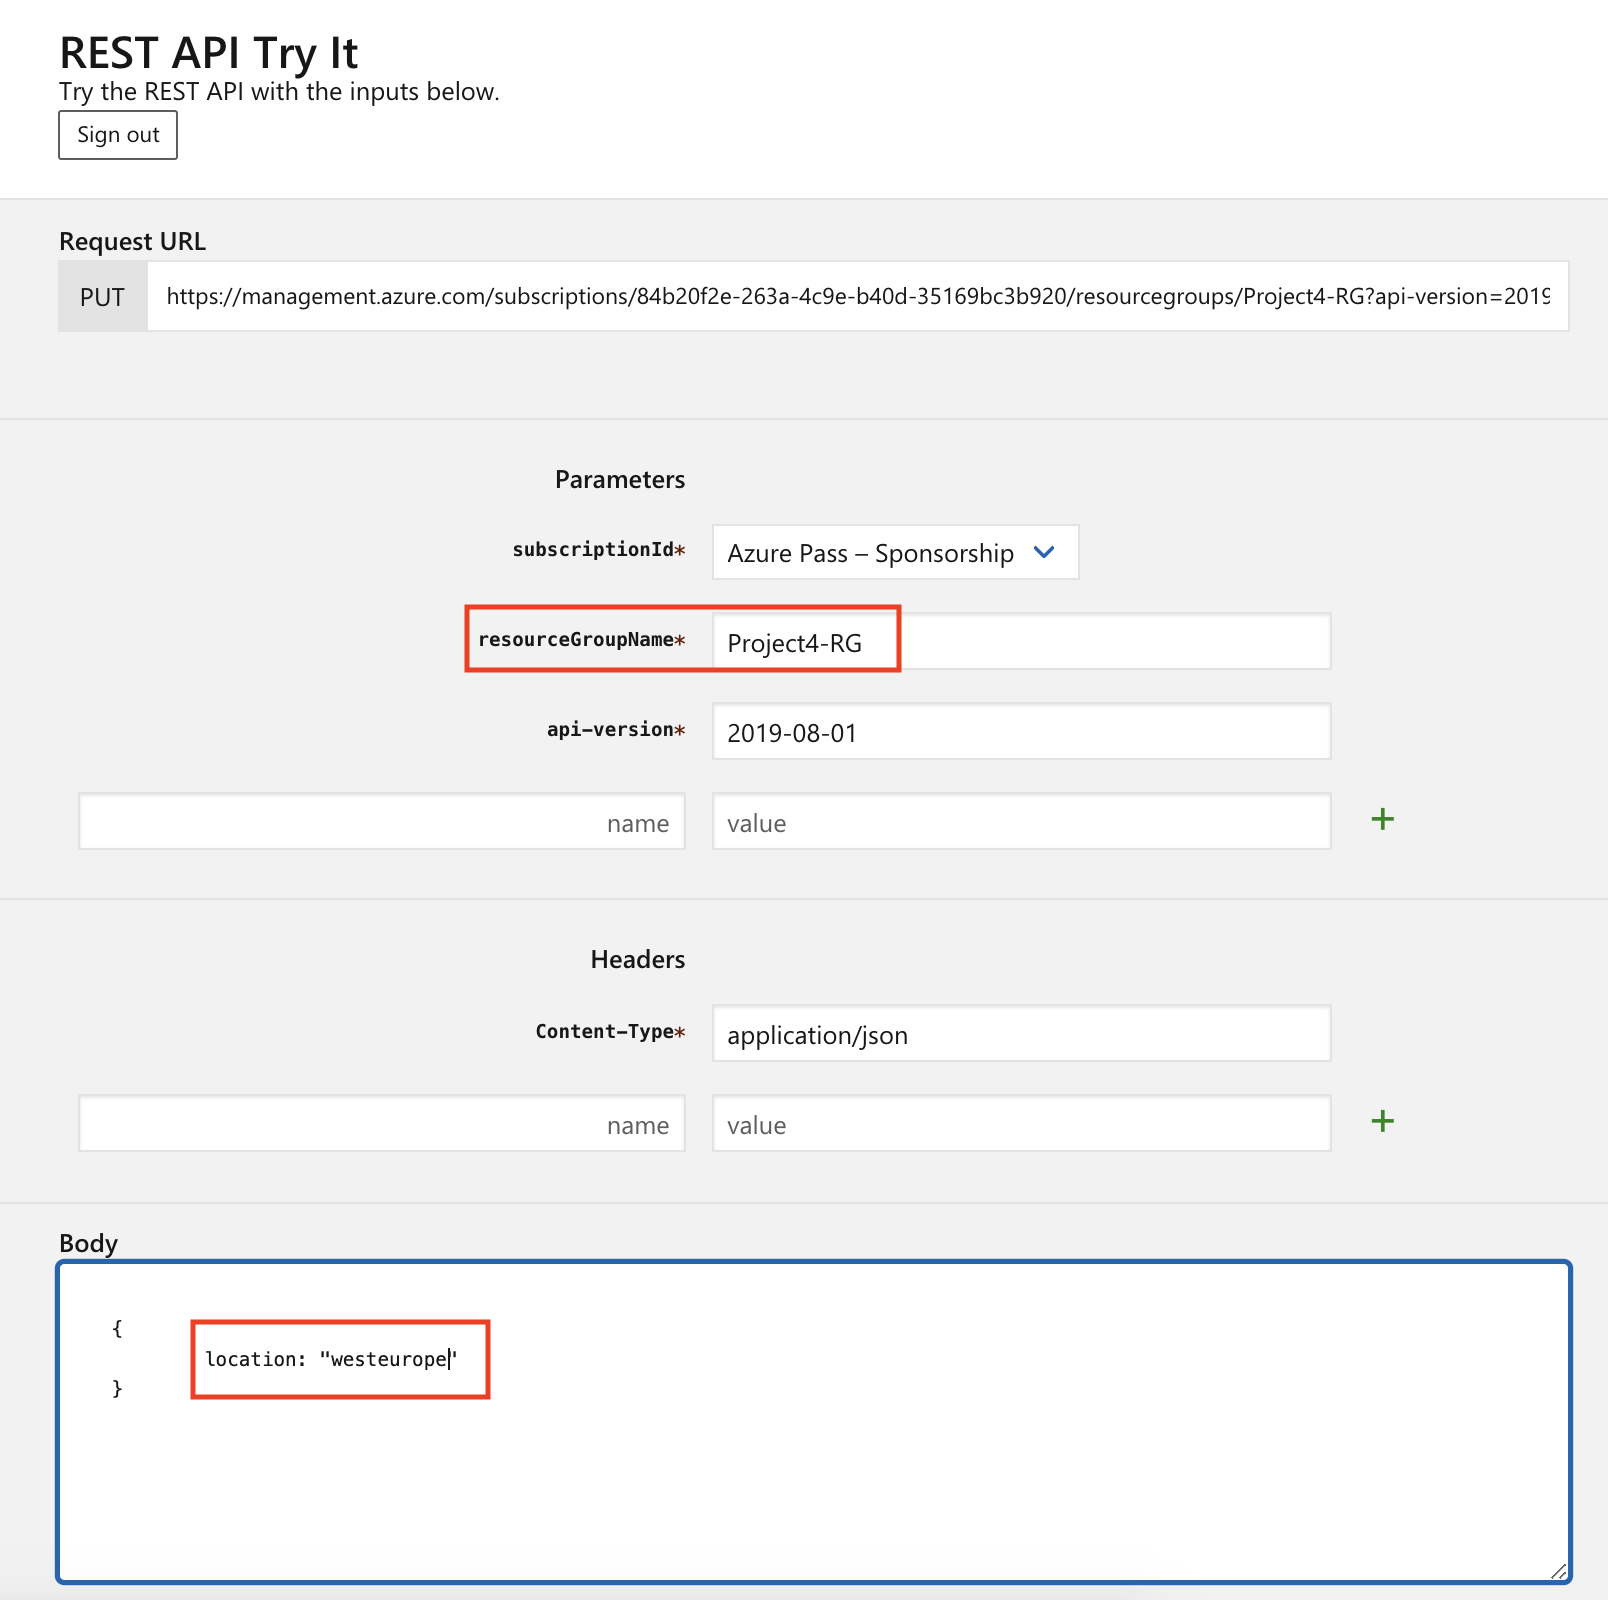 REST API Try It
Try the REST API with the inputs below.
Sign out
Request URL
PUT https://management.azure.com/subscriptions/84b20f2e-263a-4c9e-b40d-35169bc3b920/resourcegroups/Project4-RG?api-version=2019
Parameters
subscriptionId* Azure Pass – Sponsorship
resourceGroupName* Project4-RG
api-version* 2019-08-01
name value +
Headers
Content-Type* application/json
name value +
Body
{
location: "westeurope"
}